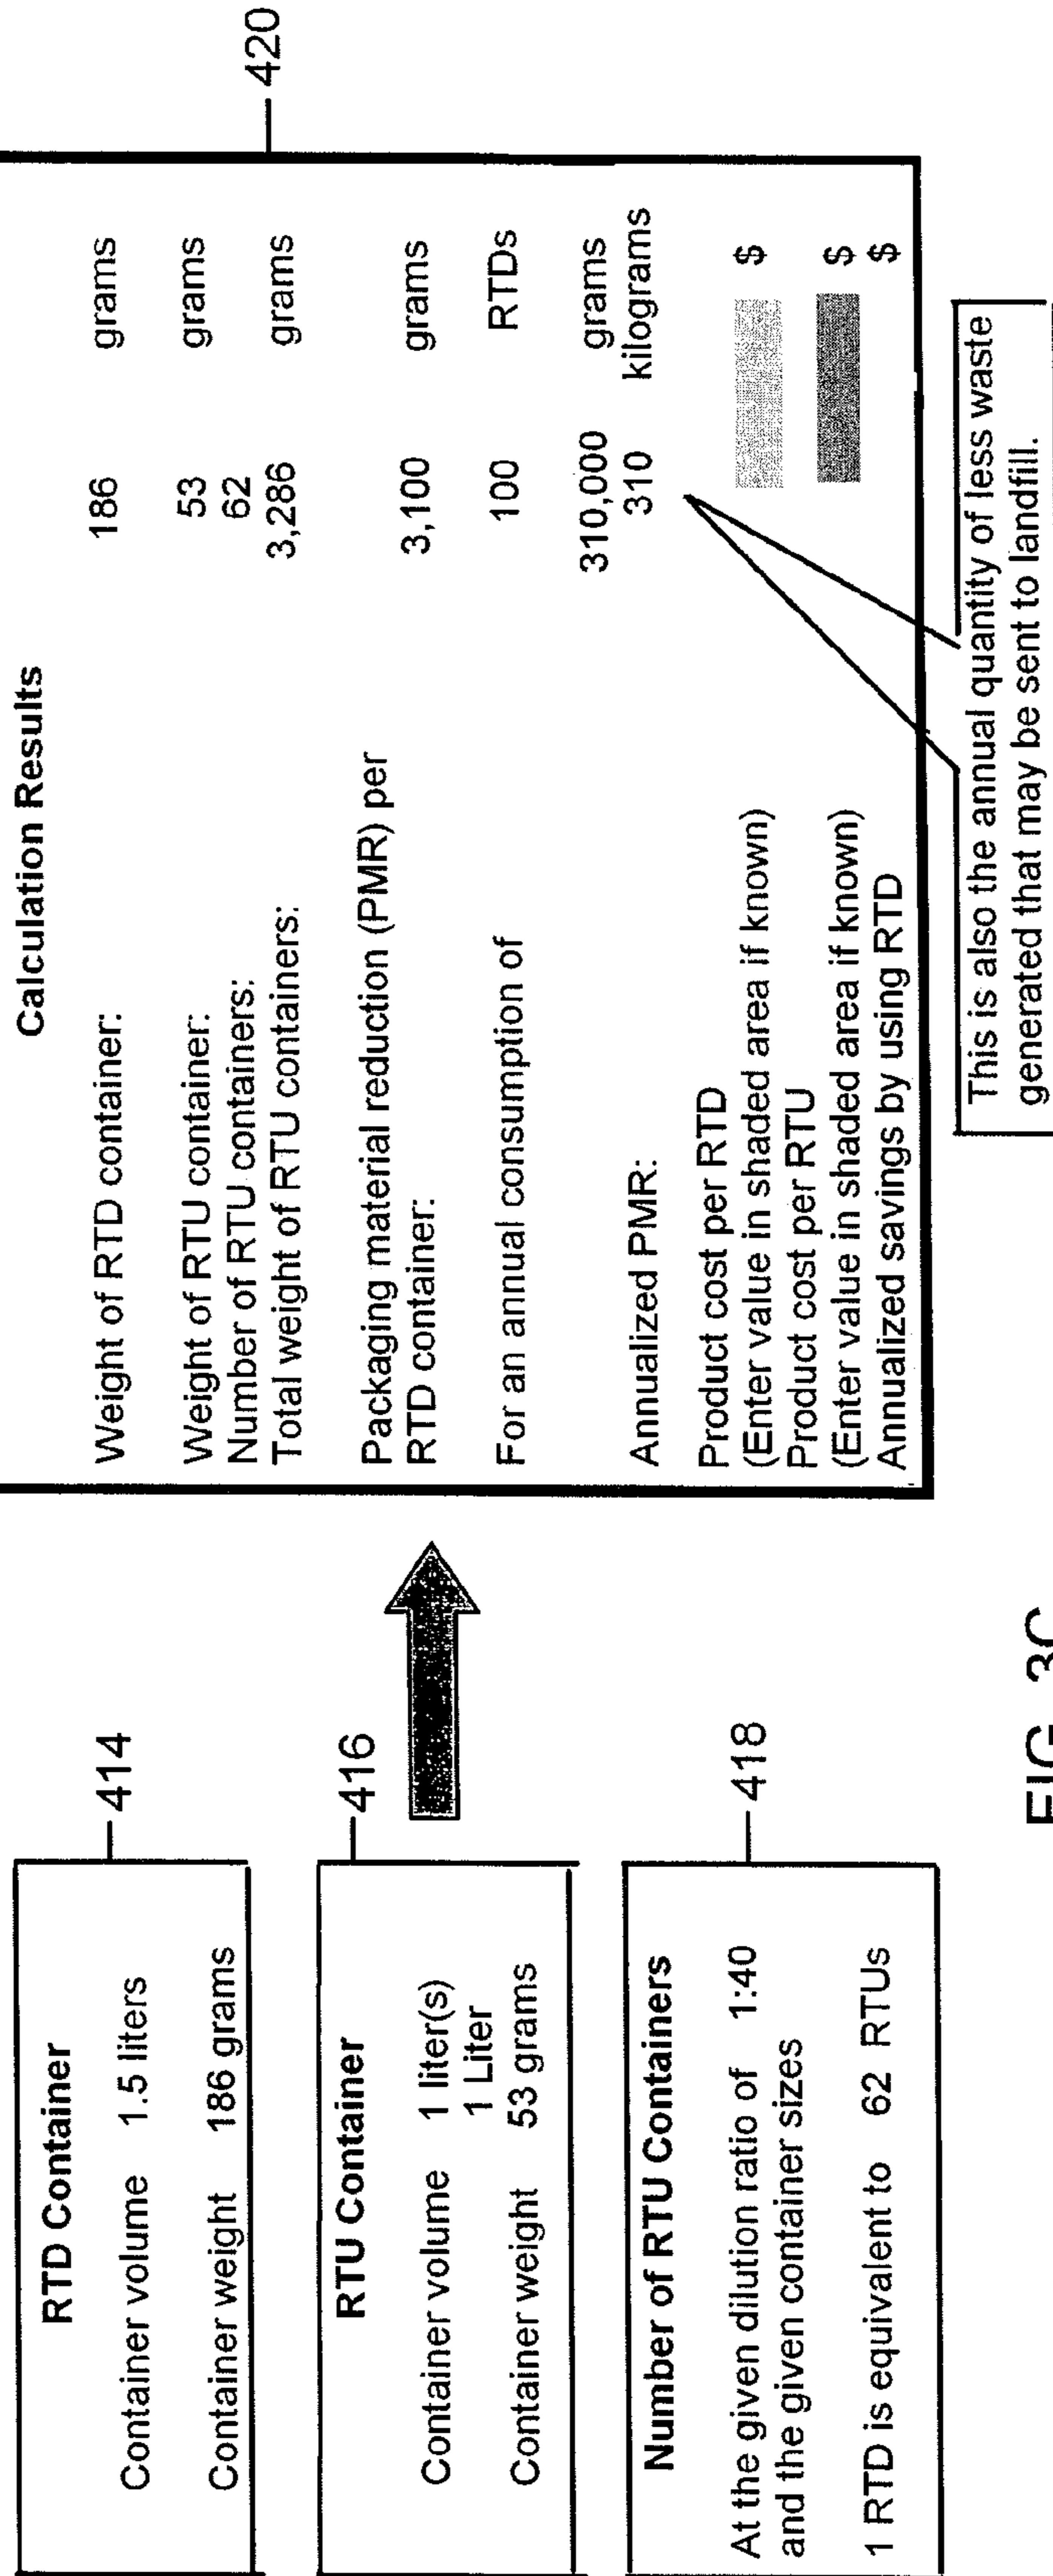 RTD Container
Container volume 1.5 liters
Container weight 186 grams
414
RTU Container
Container volume 1 liter(s)
1 Liter
Container weight 53 grams
416
Number of RTU Containers
At the given dilution ratio of 1:40
and the given container sizes
1 RTD is equivalent to 62 RTUs
418
Calculation Results
Weight of RTD container: 186 grams
Weight of RTU container: 53 grams
Number of RTU containers: 62
Total weight of RTU containers: 3,286 grams
Packaging material reduction (PMR) per
RTD container: 3,100 grams
For an annual consumption of 100 RTDs
310,000 grams
Annualized PMR: 310 kilograms
Product cost per RTD
(Enter value in shaded area if known) $
Product cost per RTU
(Enter value in shaded area if known) $
Annualized savings by using RTD $
420
This is also the annual quantity of less waste
generated that may be sent to landfill.
FIG. 3C